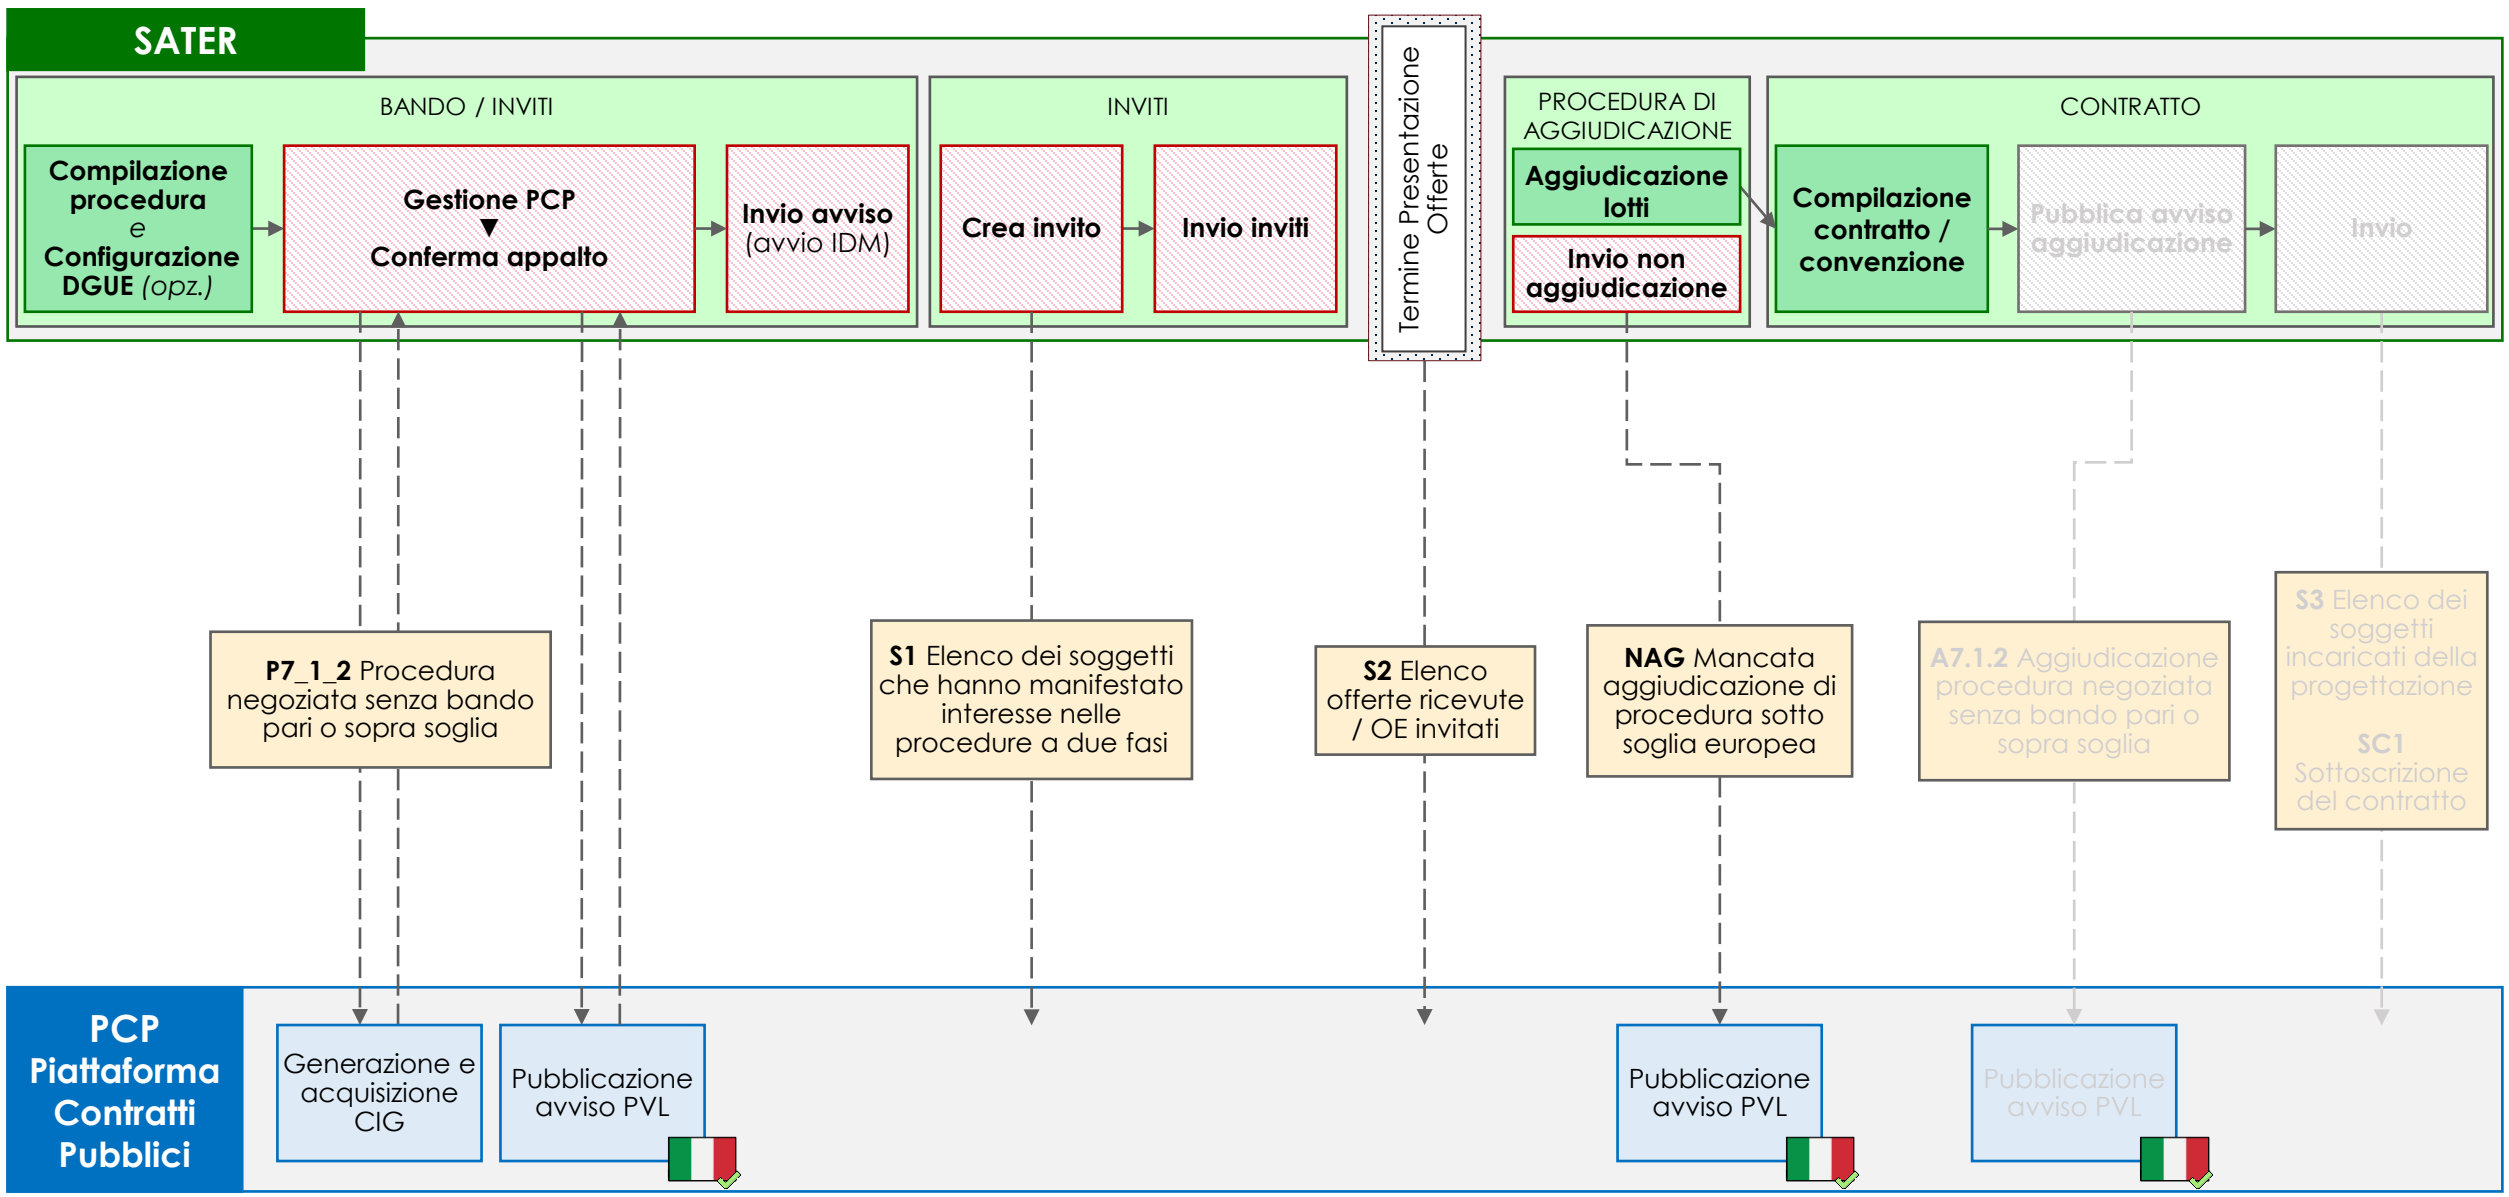 SATER
BANDO / INVITI
Compilazione
procedura
e
Configurazione
DGUE (opz.)
Gestione PCP
▼
Conferma appalto
Invio avviso
(avvio IDM)
INVITI
Crea invito
Invio inviti
Termine Presentazione
Offerte
PROCEDURA DI
AGGIUDICAZIONE
Aggiudicazione
lotti
Invio non
aggiudicazione
CONTRATTO
Compilazione
contratto /
convenzione
Pubblica avviso
aggiudicazione
Invio
P7_1_2 Procedura
negoziata senza bando
pari o sopra soglia
S1 Elenco dei soggetti
che hanno manifestato
interesse nelle
procedure a due fasi
S2 Elenco
offerte ricevute
/ OE invitati
NAG Mancata
aggiudicazione di
procedura sotto
soglia europea
A7.1.2 Aggiudicazione
procedura negoziata
senza bando pari o
sopra soglia
S3 Elenco dei
soggetti
incaricati della
progettazione
SC1
Sottoscrizione
del contratto
PCP
Piattaforma
Contratti
Pubblici
Generazione e
acquisizione
CIG
Pubblicazione
avviso PVL
Pubblicazione
avviso PVL
Pubblicazione
avviso PVL